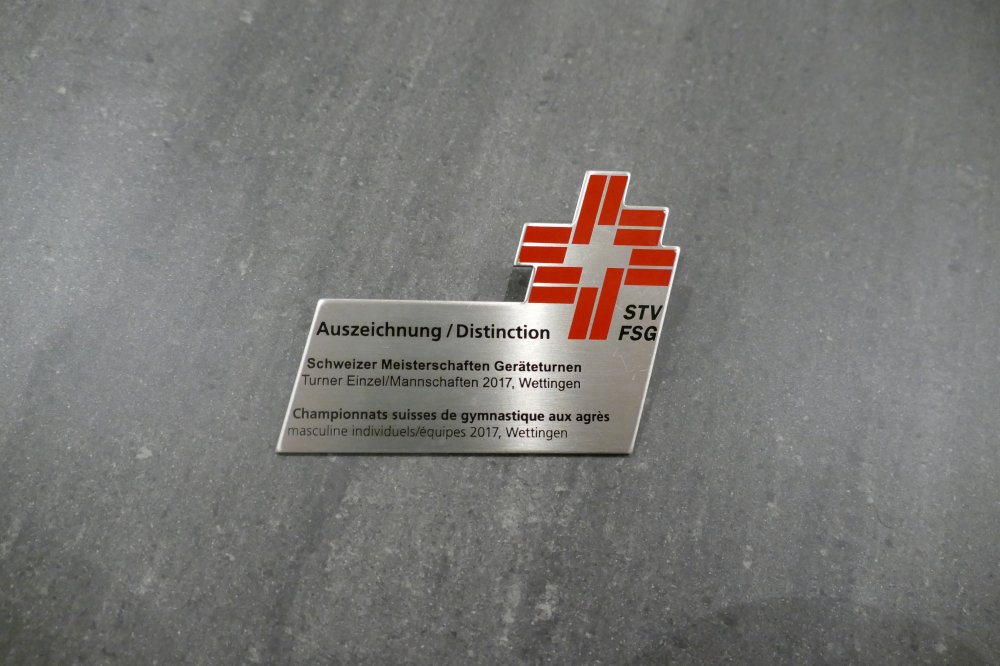 STV
FSG
Auszeichnung / Distinction
Schweizer Meisterschaften Geräteturnen
Turner Einzel/Mannschaften 2017, Wettingen
Championnats suisses de gymnastique aux agrès
masculine individuels/équipes 2017, Wettingen